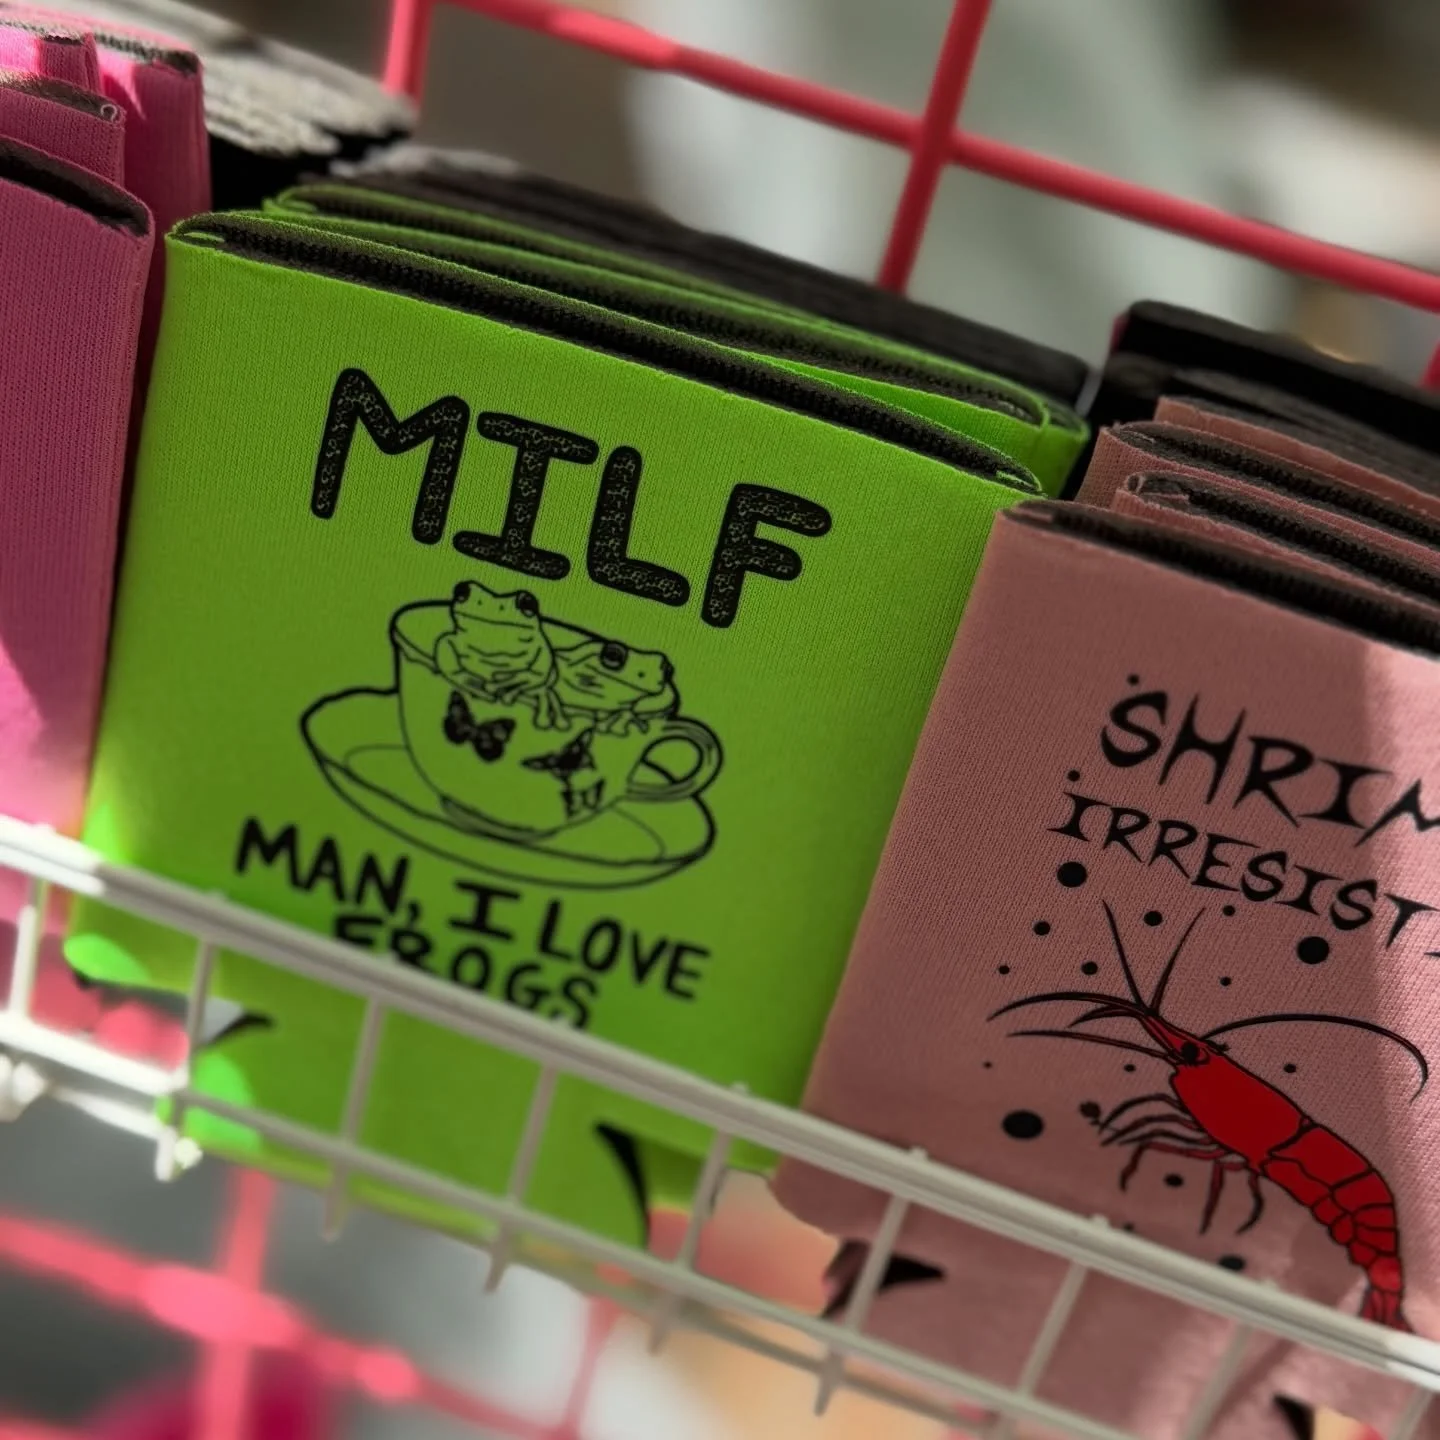 MILF
MAN, I LOVE
FROGS
SHRIM
IRRESIST